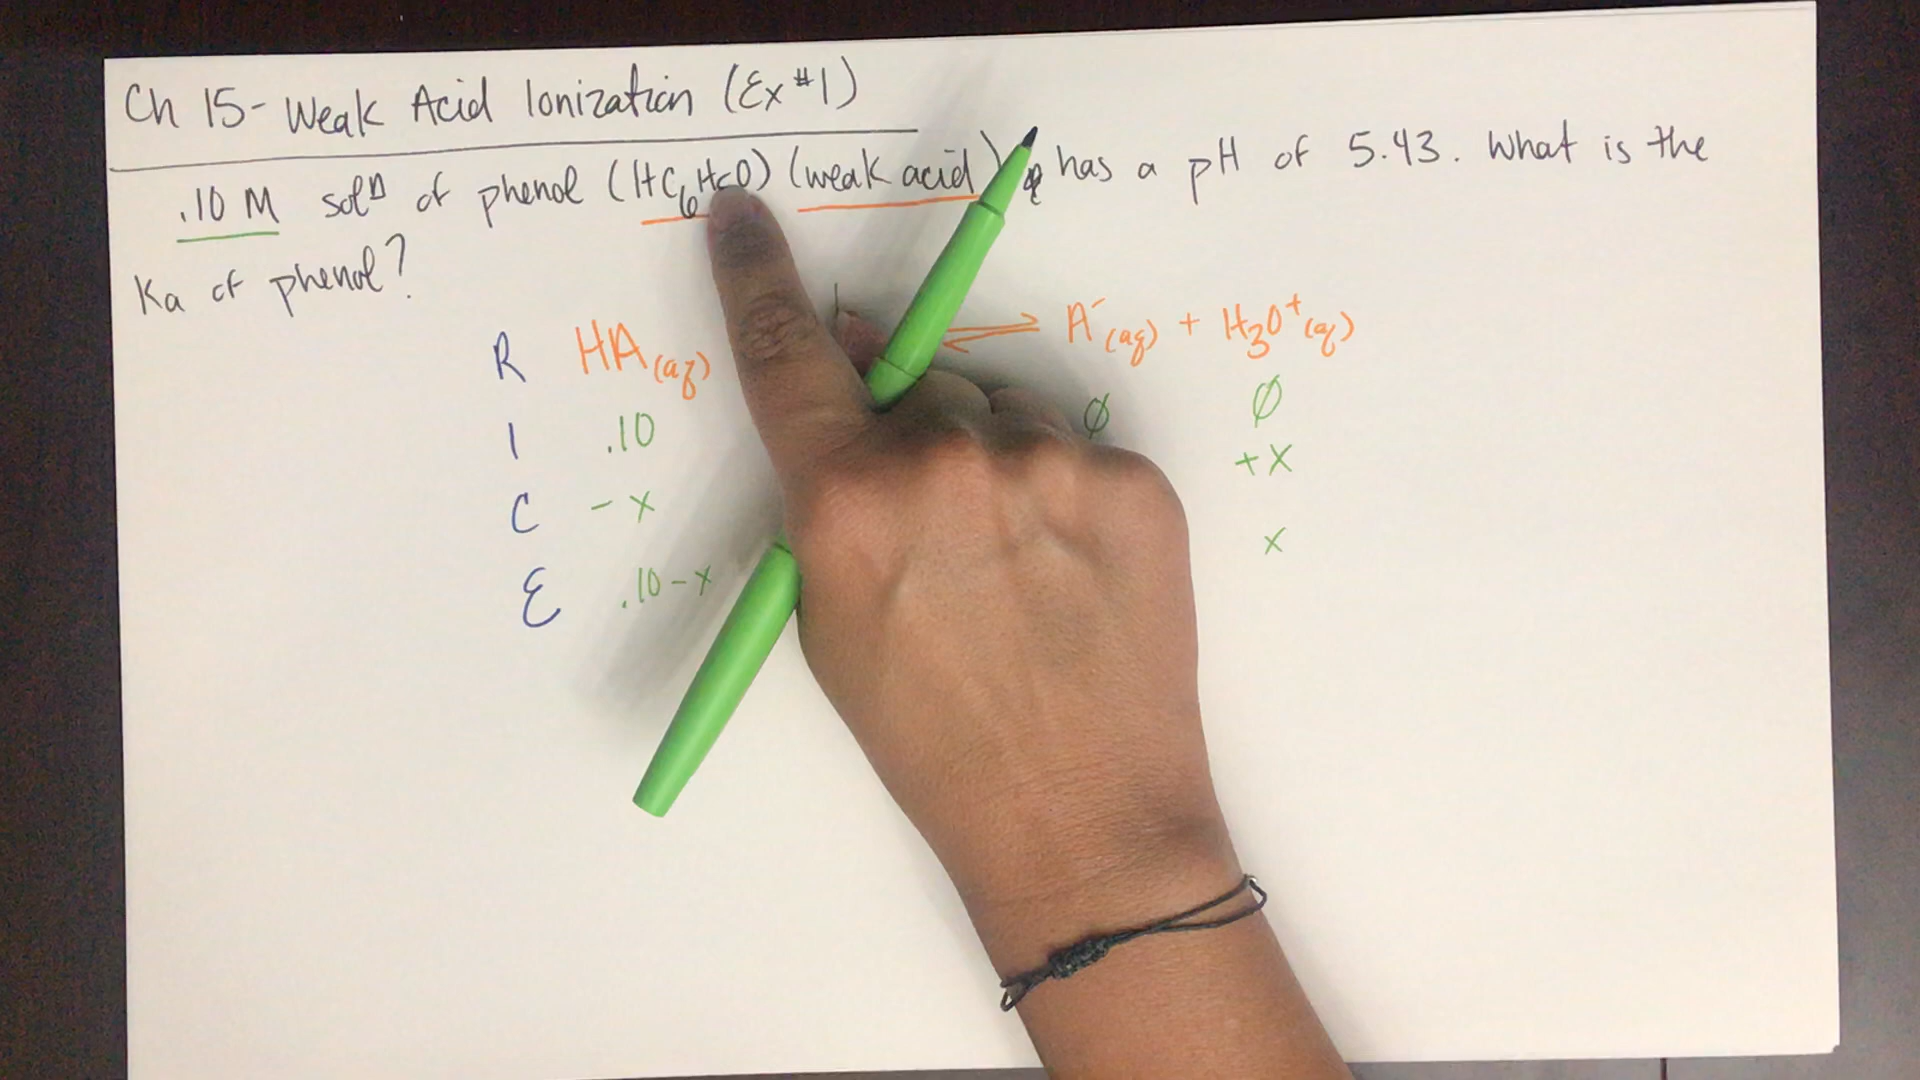 Ch 15 - Weak Acid Ionization (Ex #1)
.10 M solⁿ of phenol (HC₆H₅O) (weak acid) has a pH of 5.43. What is the
Ka of phenol?
R HA(aq) ⇌ A⁻(aq) + H₃O⁺(aq)
I .10 ∅ ∅
C - x + x
E .10 - x x